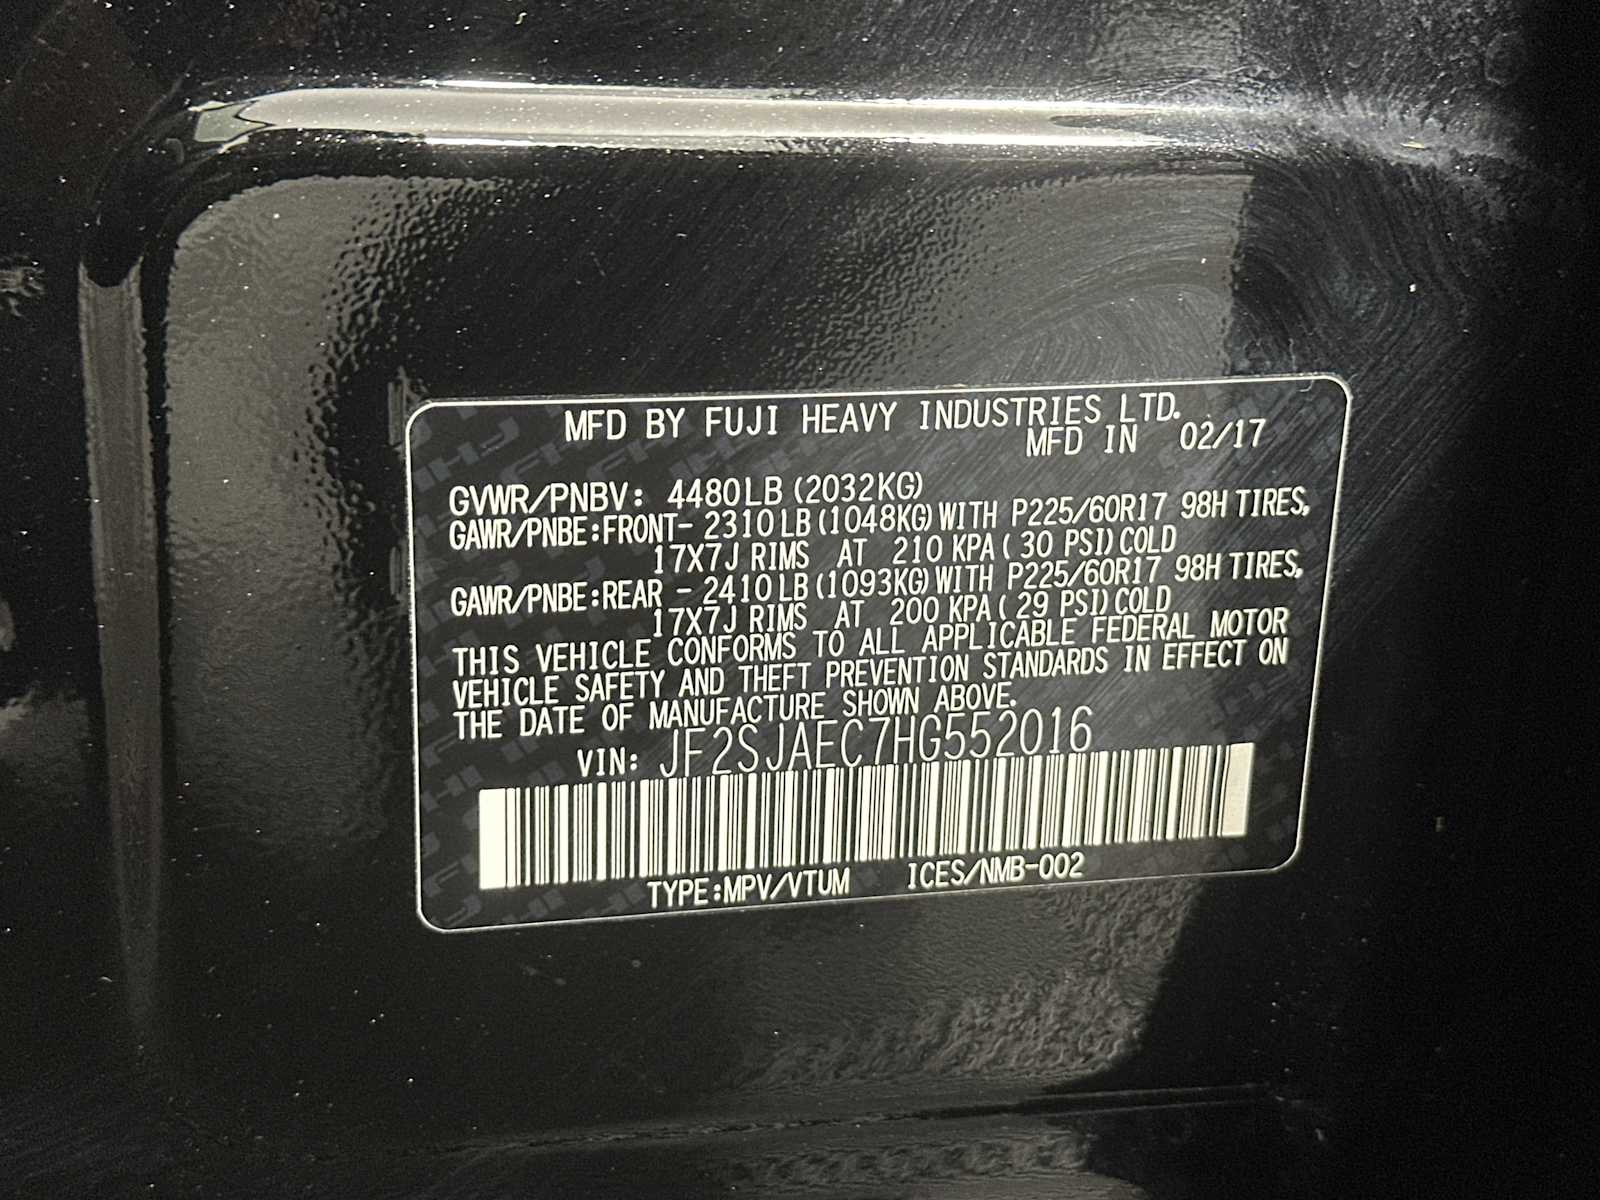 MFD BY FUJI HEAVY INDUSTRIES LTD.
MFD IN 02/17
GVWR/PNBV: 4480LB (2032KG)
GAWR/PNBE:FRONT- 2310LB (1048KG) WITH P225/60R17 98H TIRES,
17X7J RIMS AT 210 KPA( 30 PSI)COLD
GAWR/PNBE:REAR - 2410LB (1093KG) WITH P225/60R17 98H TIRES,
17X7J RIMS AT 200 KPA( 29 PSI)COLD
THIS VEHICLE CONFORMS TO ALL APPLICABLE FEDERAL MOTOR
VEHICLE SAFETY AND THEFT PREVENTION STANDARDS IN EFFECT ON
THE DATE OF MANUFACTURE SHOWN ABOVE.
VIN: JF2SJAEC7HG552016
TYPE:MPV/VTUM ICES/NMB-002